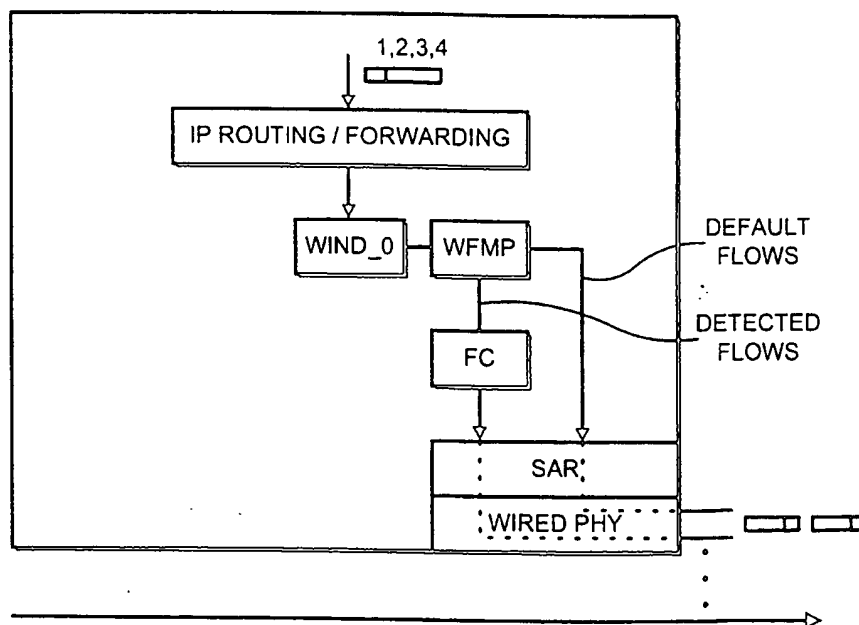 1,2,3,4
IP ROUTING / FORWARDING
WIND_0
WFMP
DEFAULT
FLOWS
DETECTED
FLOWS
FC
SAR
WIRED PHY